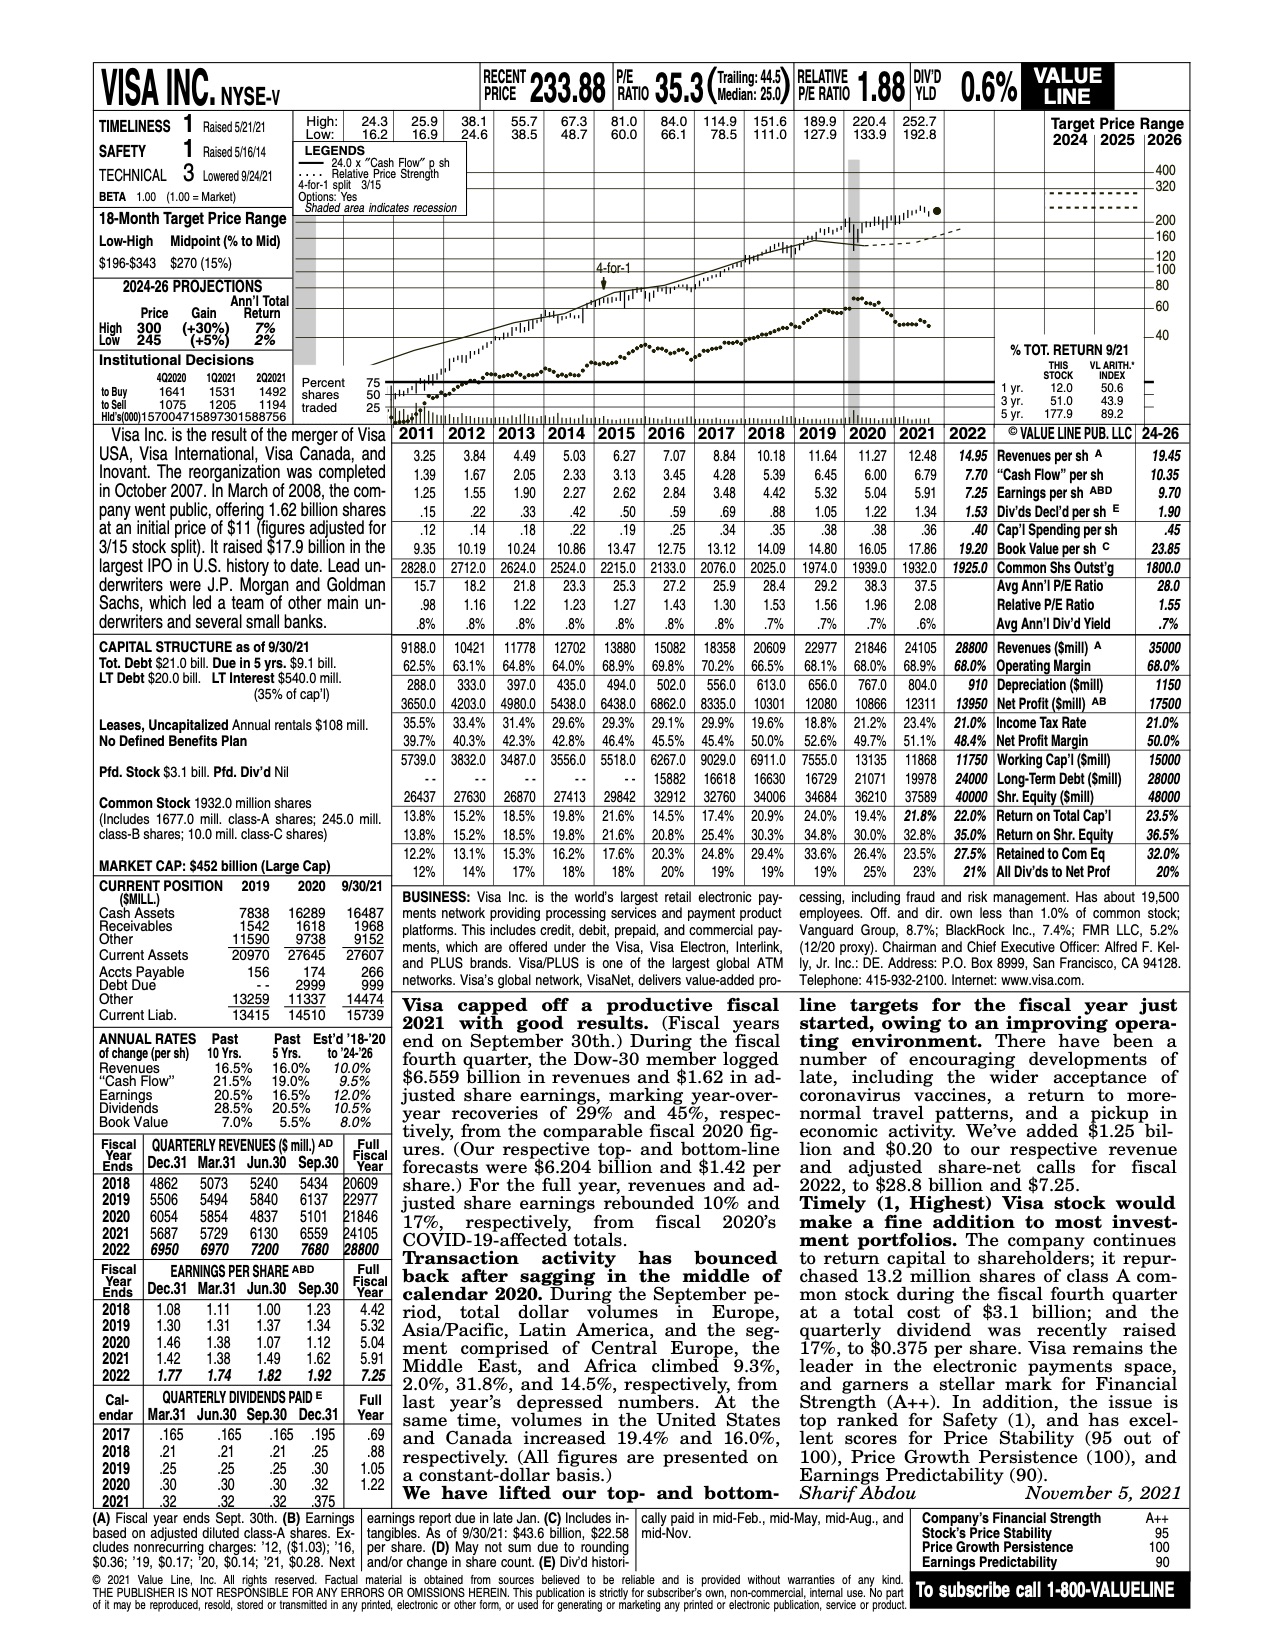 VISA INC. NYSE-V
RECENT PRICE 233.88 P/E RATIO 35.3 (Trailing: 44.5 Median: 25.0) RELATIVE P/E RATIO 1.88 DIV'D YLD 0.6% VALUE LINE
TIMELINESS 1 Raised 5/21/21
SAFETY 1 Raised 5/16/14
TECHNICAL 3 Lowered 9/24/21
BETA 1.00 (1.00 = Market)
18-Month Target Price Range
Low-High Midpoint (% to Mid)
$196-$343 $270 (15%)
2024-26 PROJECTIONS
Ann'l Total
Price Gain Return
High 300 (+30%) 7%
Low 245 (+5%) 2%
Institutional Decisions
4Q2020 1Q2021 2Q2021
to Buy 1641 1531 1492
to Sell 1075 1205 1194
Hld's(000) 1570047 1589730 1588756
High: 24.3 25.9 38.1 55.7 67.3 81.0 84.0 114.9 151.6 189.9 220.4 252.7
Low: 16.2 16.9 24.6 38.5 48.7 60.0 66.1 78.5 111.0 127.9 133.9 192.8
LEGENDS
24.0 x "Cash Flow" p sh
. . . . Relative Price Strength
4-for-1 split 3/15
Options: Yes
Shaded area indicates recession
4-for-1
Target Price Range
2024 2025 2026
400
320
200
160
120
100
80
60
40
Percent 75
shares 50
traded 25
% TOT. RETURN 9/21
THIS STOCK VL ARITH.* INDEX
1 yr. 12.0 50.6
3 yr. 51.0 43.9
5 yr. 177.9 89.2
Visa Inc. is the result of the merger of Visa
USA, Visa International, Visa Canada, and
Inovant. The reorganization was completed
in October 2007. In March of 2008, the com-
pany went public, offering 1.62 billion shares
at an initial price of $11 (figures adjusted for
3/15 stock split). It raised $17.9 billion in the
largest IPO in U.S. history to date. Lead un-
derwriters were J.P. Morgan and Goldman
Sachs, which led a team of other main un-
derwriters and several small banks.
2011 2012 2013 2014 2015 2016 2017 2018 2019 2020 2021 2022 © VALUE LINE PUB. LLC 24-26
3.25 3.84 4.49 5.03 6.27 7.07 8.84 10.18 11.64 11.27 12.48 14.95 Revenues per sh A 19.45
1.39 1.67 2.05 2.33 3.13 3.45 4.28 5.39 6.45 6.00 6.79 7.70 "Cash Flow" per sh 10.35
1.25 1.55 1.90 2.27 2.62 2.84 3.48 4.42 5.32 5.04 5.91 7.25 Earnings per sh ABD 9.70
.15 .22 .33 .42 .50 .59 .69 .88 1.05 1.22 1.34 1.53 Div'ds Decl'd per sh E 1.90
.12 .14 .18 .22 .19 .25 .34 .35 .38 .38 .36 .40 Cap'l Spending per sh .45
9.35 10.19 10.24 10.86 13.47 12.75 13.12 14.09 14.80 16.05 17.86 19.20 Book Value per sh C 23.85
2828.0 2712.0 2624.0 2524.0 2215.0 2133.0 2076.0 2025.0 1974.0 1939.0 1932.0 1925.0 Common Shs Outst'g 1800.0
15.7 18.2 21.8 23.3 25.3 27.2 25.9 28.4 29.2 38.3 37.5 Avg Ann'l P/E Ratio 28.0
.98 1.16 1.22 1.23 1.27 1.43 1.30 1.53 1.56 1.96 2.08 Relative P/E Ratio 1.55
.8% .8% .8% .8% .8% .8% .8% .7% .7% .7% .6% Avg Ann'l Div'd Yield .7%
9188.0 10421 11778 12702 13880 15082 18358 20609 22977 21846 24105 28800 Revenues ($mill) A 35000
62.5% 63.1% 64.8% 64.0% 68.9% 69.8% 70.2% 66.5% 68.1% 68.0% 68.9% 68.0% Operating Margin 68.0%
288.0 333.0 397.0 435.0 494.0 502.0 556.0 613.0 656.0 767.0 804.0 910 Depreciation ($mill) 1150
3650.0 4203.0 4980.0 5438.0 6438.0 6862.0 8335.0 10301 12080 10866 12311 13950 Net Profit ($mill) AB 17500
35.5% 33.4% 31.4% 29.6% 29.3% 29.1% 29.9% 19.6% 18.8% 21.2% 23.4% 21.0% Income Tax Rate 21.0%
39.7% 40.3% 42.3% 42.8% 46.4% 45.5% 45.4% 50.0% 52.6% 49.7% 51.1% 48.4% Net Profit Margin 50.0%
5739.0 3832.0 3487.0 3556.0 5518.0 6267.0 9029.0 6911.0 7555.0 13135 11868 11750 Working Cap'l ($mill) 15000
- - - - - - - - - - 15882 16618 16630 16729 21071 19978 24000 Long-Term Debt ($mill) 28000
26437 27630 26870 27413 29842 32912 32760 34006 34684 36210 37589 40000 Shr. Equity ($mill) 48000
13.8% 15.2% 18.5% 19.8% 21.6% 14.5% 17.4% 20.9% 24.0% 19.4% 21.8% 22.0% Return on Total Cap'l 23.5%
13.8% 15.2% 18.5% 19.8% 21.6% 20.8% 25.4% 30.3% 34.8% 30.0% 32.8% 35.0% Return on Shr. Equity 36.5%
12.2% 13.1% 15.3% 16.2% 17.6% 20.3% 24.8% 29.4% 33.6% 26.4% 23.5% 27.5% Retained to Com Eq 32.0%
12% 14% 17% 18% 18% 20% 19% 19% 19% 25% 23% 21% All Div'ds to Net Prof 20%
CAPITAL STRUCTURE as of 9/30/21
Tot. Debt $21.0 bill. Due in 5 yrs. $9.1 bill.
LT Debt $20.0 bill. LT Interest $540.0 mill.
(35% of cap'l)
Leases, Uncapitalized Annual rentals $108 mill.
No Defined Benefits Plan
Pfd. Stock $3.1 bill. Pfd. Div'd Nil
Common Stock 1932.0 million shares
(Includes 1677.0 mill. class-A shares; 245.0 mill.
class-B shares; 10.0 mill. class-C shares)
MARKET CAP: $452 billion (Large Cap)
CURRENT POSITION 2019 2020 9/30/21
($MILL.)
Cash Assets 7838 16289 16487
Receivables 1542 1618 1968
Other 11590 9738 9152
Current Assets 20970 27645 27607
Accts Payable 156 174 266
Debt Due - - 2999 999
Other 13259 11337 14474
Current Liab. 13415 14510 15739
ANNUAL RATES Past Past Est'd '18-'20
of change (per sh) 10 Yrs. 5 Yrs. to '24-'26
Revenues 16.5% 16.0% 10.0%
"Cash Flow" 21.5% 19.0% 9.5%
Earnings 20.5% 16.5% 12.0%
Dividends 28.5% 20.5% 10.5%
Book Value 7.0% 5.5% 8.0%
Fiscal Year Ends QUARTERLY REVENUES ($ mill.) AD Full Fiscal Year
Dec.31 Mar.31 Jun.30 Sep.30
2018 4862 5073 5240 5434 20609
2019 5506 5494 5840 6137 22977
2020 6054 5854 4837 5101 21846
2021 5687 5729 6130 6559 24105
2022 6950 6970 7200 7680 28800
Fiscal Year Ends EARNINGS PER SHARE ABD Full Fiscal Year
Dec.31 Mar.31 Jun.30 Sep.30
2018 1.08 1.11 1.00 1.23 4.42
2019 1.30 1.31 1.37 1.34 5.32
2020 1.46 1.38 1.07 1.12 5.04
2021 1.42 1.38 1.49 1.62 5.91
2022 1.77 1.74 1.82 1.92 7.25
Cal-endar QUARTERLY DIVIDENDS PAID E Full Year
Mar.31 Jun.30 Sep.30 Dec.31
2017 .165 .165 .165 .195 .69
2018 .21 .21 .21 .25 .88
2019 .25 .25 .25 .30 1.05
2020 .30 .30 .30 .32 1.22
2021 .32 .32 .32 .375
BUSINESS: Visa Inc. is the world's largest retail electronic pay-
ments network providing processing services and payment product
platforms. This includes credit, debit, prepaid, and commercial pay-
ments, which are offered under the Visa, Visa Electron, Interlink,
and PLUS brands. Visa/PLUS is one of the largest global ATM
networks. Visa's global network, VisaNet, delivers value-added pro-
cessing, including fraud and risk management. Has about 19,500
employees. Off. and dir. own less than 1.0% of common stock;
Vanguard Group, 8.7%; BlackRock Inc., 7.4%; FMR LLC, 5.2%
(12/20 proxy). Chairman and Chief Executive Officer: Alfred F. Kel-
ly, Jr. Inc.: DE. Address: P.O. Box 8999, San Francisco, CA 94128.
Telephone: 415-932-2100. Internet: www.visa.com.
Visa capped off a productive fiscal
2021 with good results. (Fiscal years
end on September 30th.) During the fiscal
fourth quarter, the Dow-30 member logged
$6.559 billion in revenues and $1.62 in ad-
justed share earnings, marking year-over-
year recoveries of 29% and 45%, respec-
tively, from the comparable fiscal 2020 fig-
ures. (Our respective top- and bottom-line
forecasts were $6.204 billion and $1.42 per
share.) For the full year, revenues and ad-
justed share earnings rebounded 10% and
17%, respectively, from fiscal 2020's
COVID-19-affected totals.
Transaction activity has bounced
back after sagging in the middle of
calendar 2020. During the September pe-
riod, total dollar volumes in Europe,
Asia/Pacific, Latin America, and the seg-
ment comprised of Central Europe, the
Middle East, and Africa climbed 9.3%,
2.0%, 31.8%, and 14.5%, respectively, from
last year's depressed numbers. At the
same time, volumes in the United States
and Canada increased 19.4% and 16.0%,
respectively. (All figures are presented on
a constant-dollar basis.)
We have lifted our top- and bottom-
line targets for the fiscal year just
started, owing to an improving opera-
ting environment. There have been a
number of encouraging developments of
late, including the wider acceptance of
coronavirus vaccines, a return to more-
normal travel patterns, and a pickup in
economic activity. We've added $1.25 bil-
lion and $0.20 to our respective revenue
and adjusted share-net calls for fiscal
2022, to $28.8 billion and $7.25.
Timely (1, Highest) Visa stock would
make a fine addition to most invest-
ment portfolios. The company continues
to return capital to shareholders; it repur-
chased 13.2 million shares of class A com-
mon stock during the fiscal fourth quarter
at a total cost of $3.1 billion; and the
quarterly dividend was recently raised
17%, to $0.375 per share. Visa remains the
leader in the electronic payments space,
and garners a stellar mark for Financial
Strength (A++). In addition, the issue is
top ranked for Safety (1), and has excel-
lent scores for Price Stability (95 out of
100), Price Growth Persistence (100), and
Earnings Predictability (90).
Sharif Abdou November 5, 2021
(A) Fiscal year ends Sept. 30th. (B) Earnings
based on adjusted diluted class-A shares. Ex-
cludes nonrecurring charges: '12, ($1.03); '16,
$0.36; '19, $0.17; '20, $0.14; '21, $0.28. Next
earnings report due in late Jan. (C) Includes in-
tangibles. As of 9/30/21: $43.6 billion, $22.58
per share. (D) May not sum due to rounding
and/or change in share count. (E) Div'd histori-
cally paid in mid-Feb., mid-May, mid-Aug., and
mid-Nov.
Company's Financial Strength A++
Stock's Price Stability 95
Price Growth Persistence 100
Earnings Predictability 90
© 2021 Value Line, Inc. All rights reserved. Factual material is obtained from sources believed to be reliable and is provided without warranties of any kind.
THE PUBLISHER IS NOT RESPONSIBLE FOR ANY ERRORS OR OMISSIONS HEREIN. This publication is strictly for subscriber's own, non-commercial, internal use. No part
of it may be reproduced, resold, stored or transmitted in any printed, electronic or other form, or used for generating or marketing any printed or electronic publication, service or product.
To subscribe call 1-800-VALUELINE